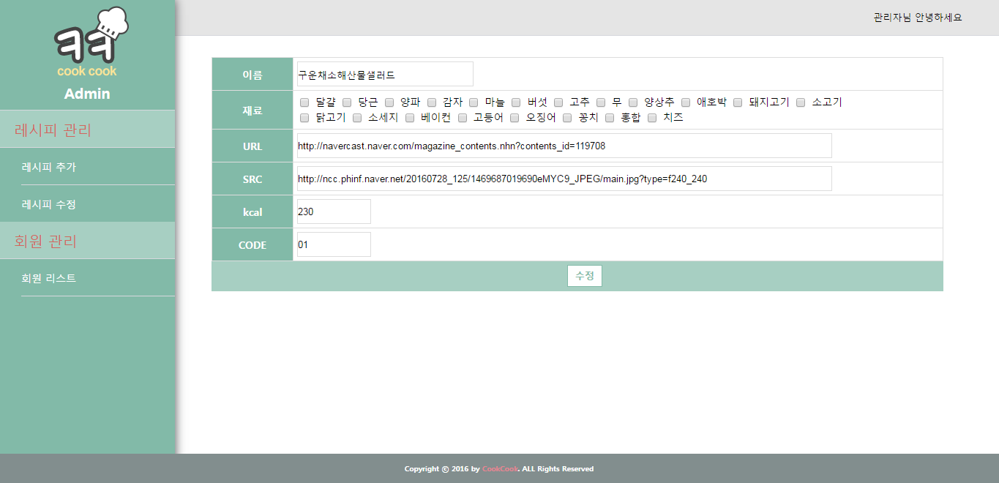 관리자님 안녕하세요
쿡쿡
cook cook
Admin
레시피 관리
레시피 추가
레시피 수정
회원 관리
회원 리스트
이름 구운채소해산물샐러드
재료 달걀 당근 양파 감자 마늘 버섯 고추 무 양상추 애호박 돼지고기 소고기
닭고기 소세지 베이컨 고등어 오징어 꽁치 홍합 치즈
URL http://navercast.naver.com/magazine_contents.nhn?contents_id=119708
SRC http://ncc.phinf.naver.net/20160728_125/1469687019690eMYC9_JPEG/main.jpg?type=f240_240
kcal 230
CODE 01
수정
Copyright © 2016 by CookCook. ALL Rights Reserved